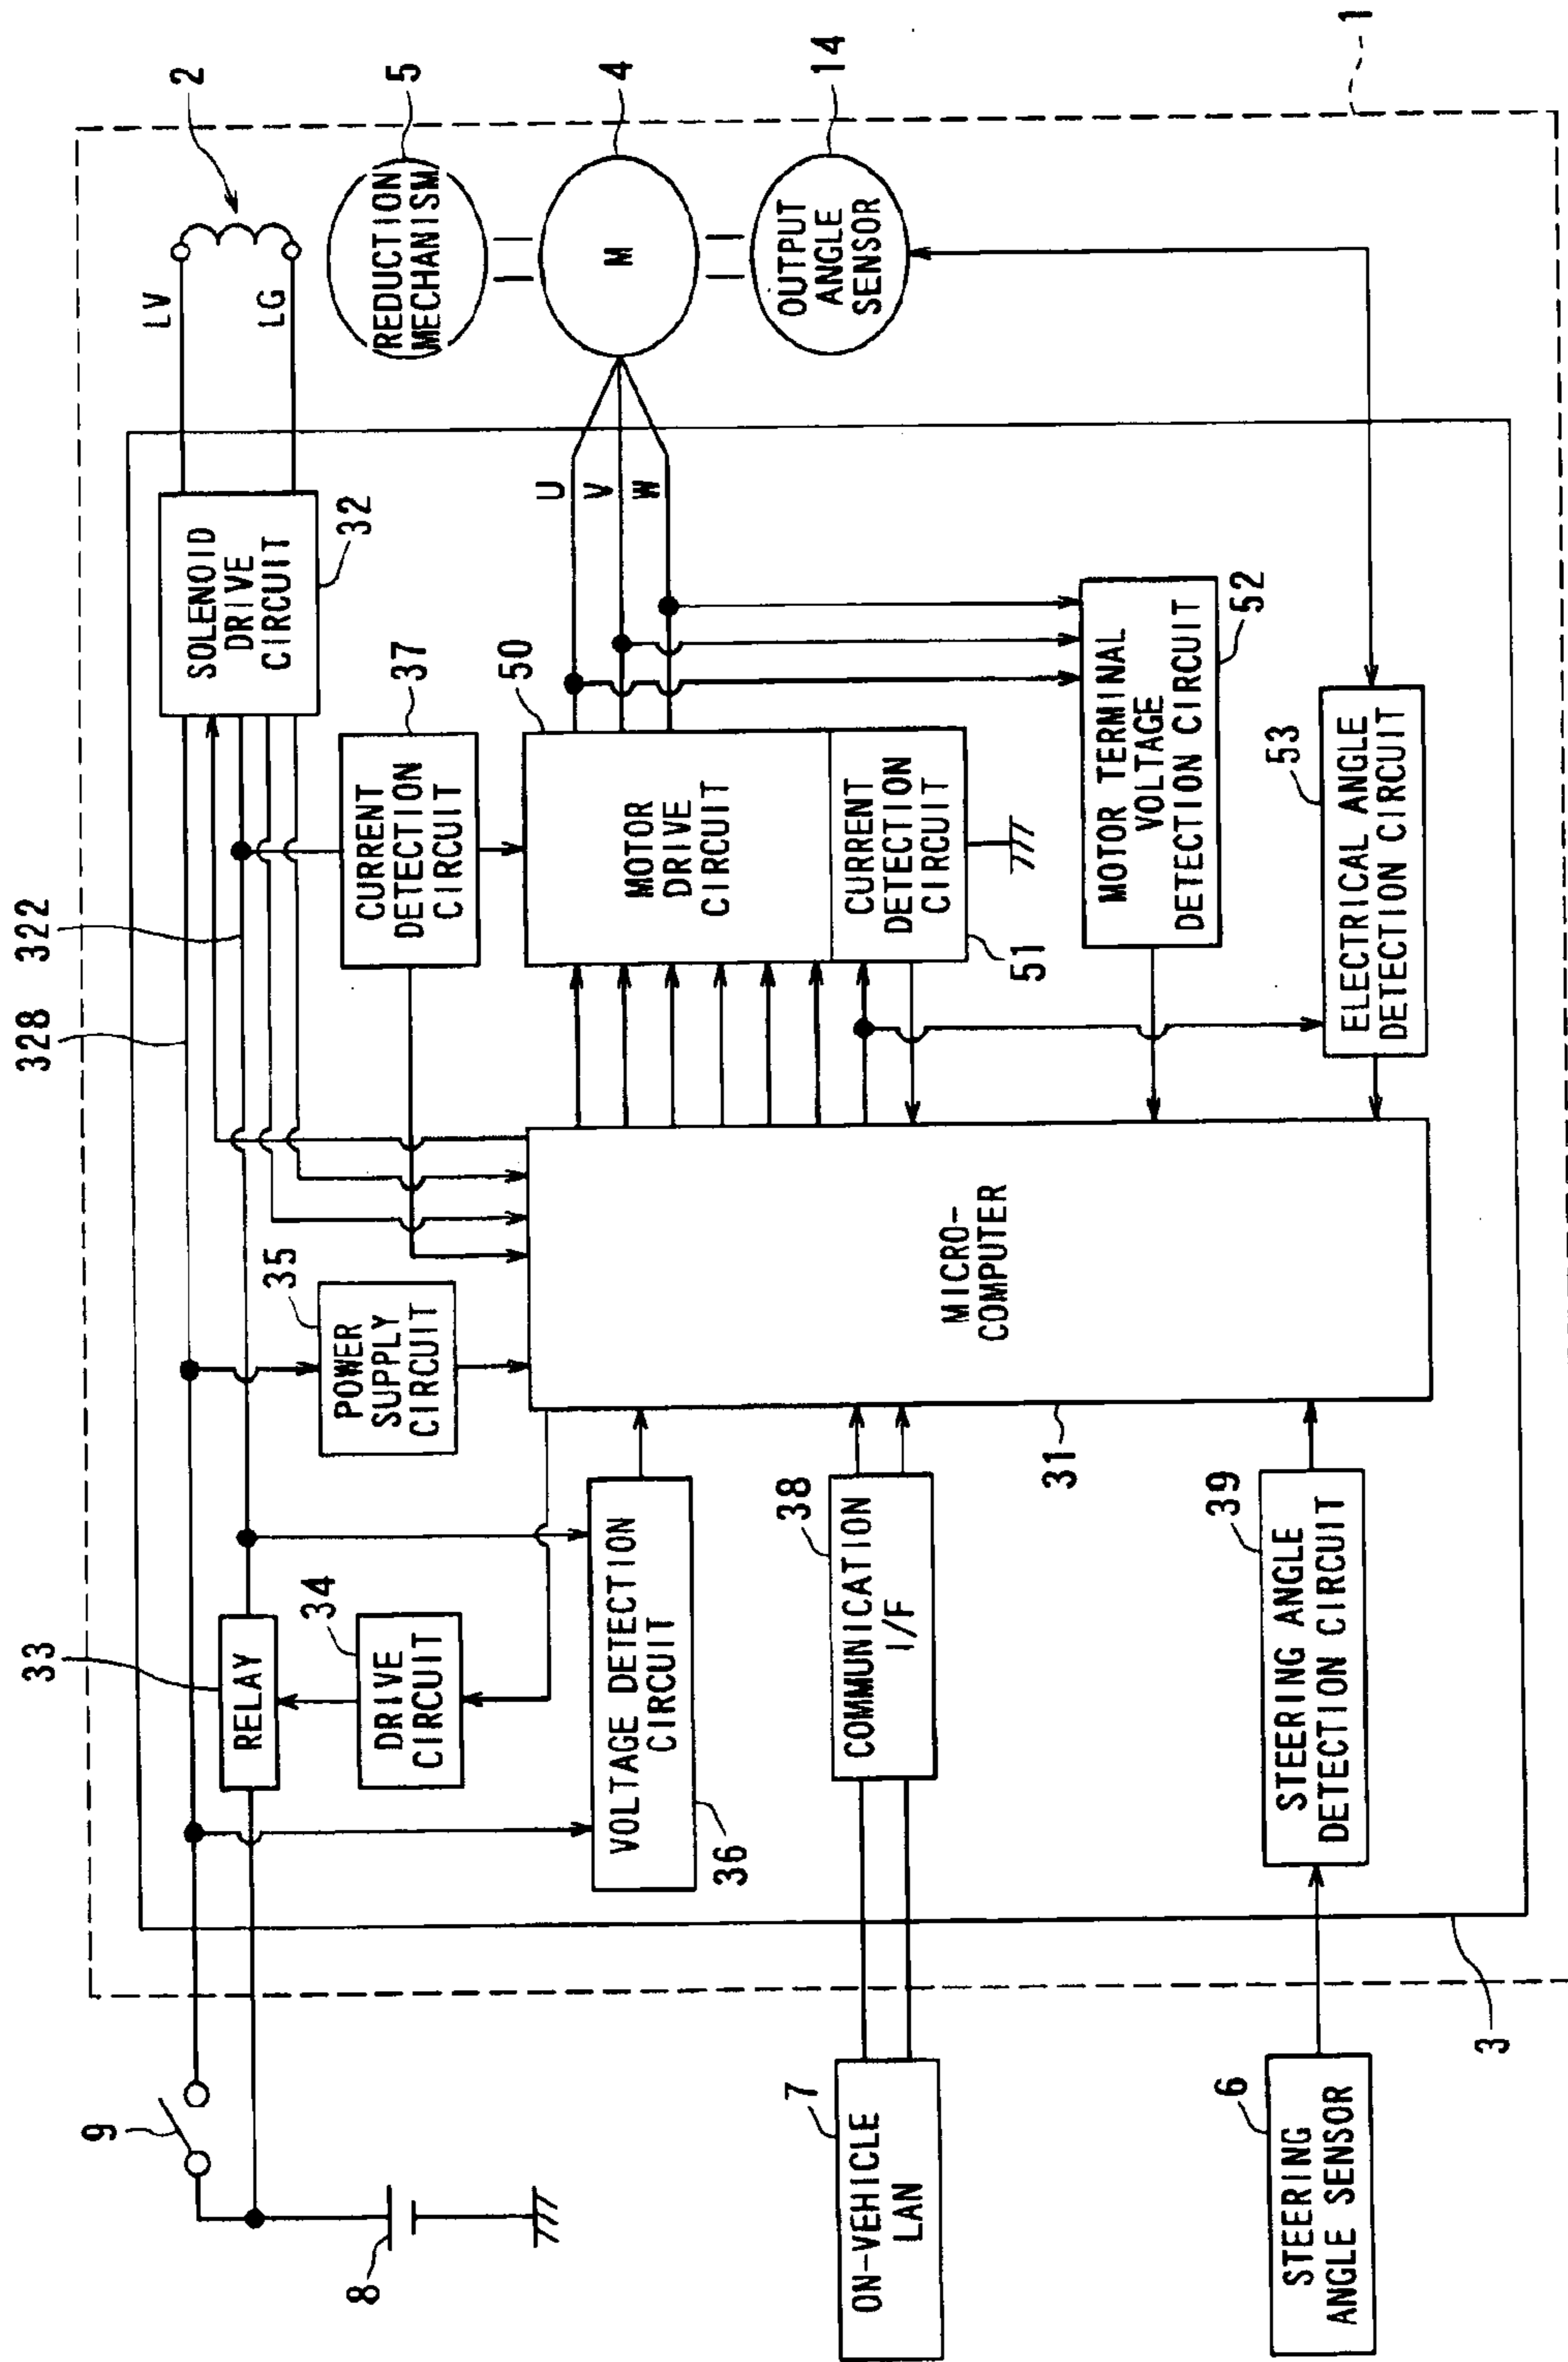 1
2
LV
LG
5
REDUCTION
MECHANISM
4
M
14
OUTPUT
ANGLE
SENSOR
SOLENOID
DRIVE
CIRCUIT
32
U
V
W
322
328
37
CURRENT
DETECTION
CIRCUIT
50
MOTOR
DRIVE
CIRCUIT
CURRENT
DETECTION
CIRCUIT
51
MOTOR TERMINAL
VOLTAGE
DETECTION CIRCUIT
52
53
ELECTRICAL ANGLE
DETECTION CIRCUIT
35
POWER
SUPPLY
CIRCUIT
MICRO-
COMPUTER
31
33
RELAY
34
DRIVE
CIRCUIT
VOLTAGE DETECTION
CIRCUIT
36
38
COMMUNICATION
I/F
39
STEERING ANGLE
DETECTION CIRCUIT
3
9
8
7
ON-VEHICLE
LAN
6
STEERING
ANGLE SENSOR